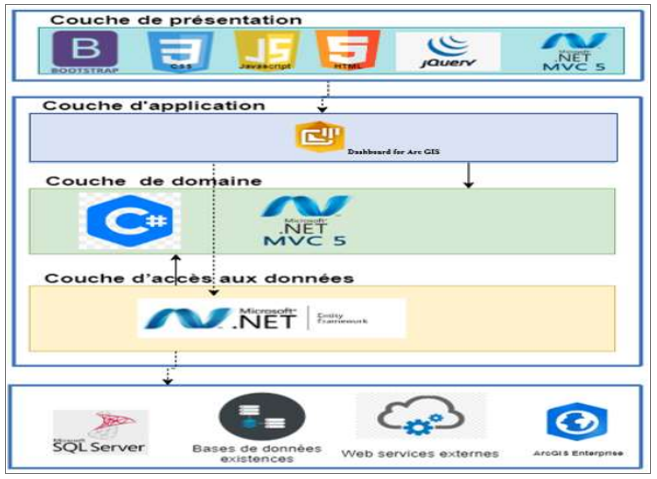 Couche de présentation
B
BOOTSTRAP
3
CSS
JS
Javascript
5
HTML
jQuery
.NET
MVC 5
Couche d'application
Dashboard for Arc GIS
Couche de domaine
C#
Microsoft
.NET
MVC 5
Couche d'accès aux données
Microsoft
.NET
Entity
Framework
Microsoft
SQL Server
Bases de données
existences
Web services externes
ArcGIS Enterprise